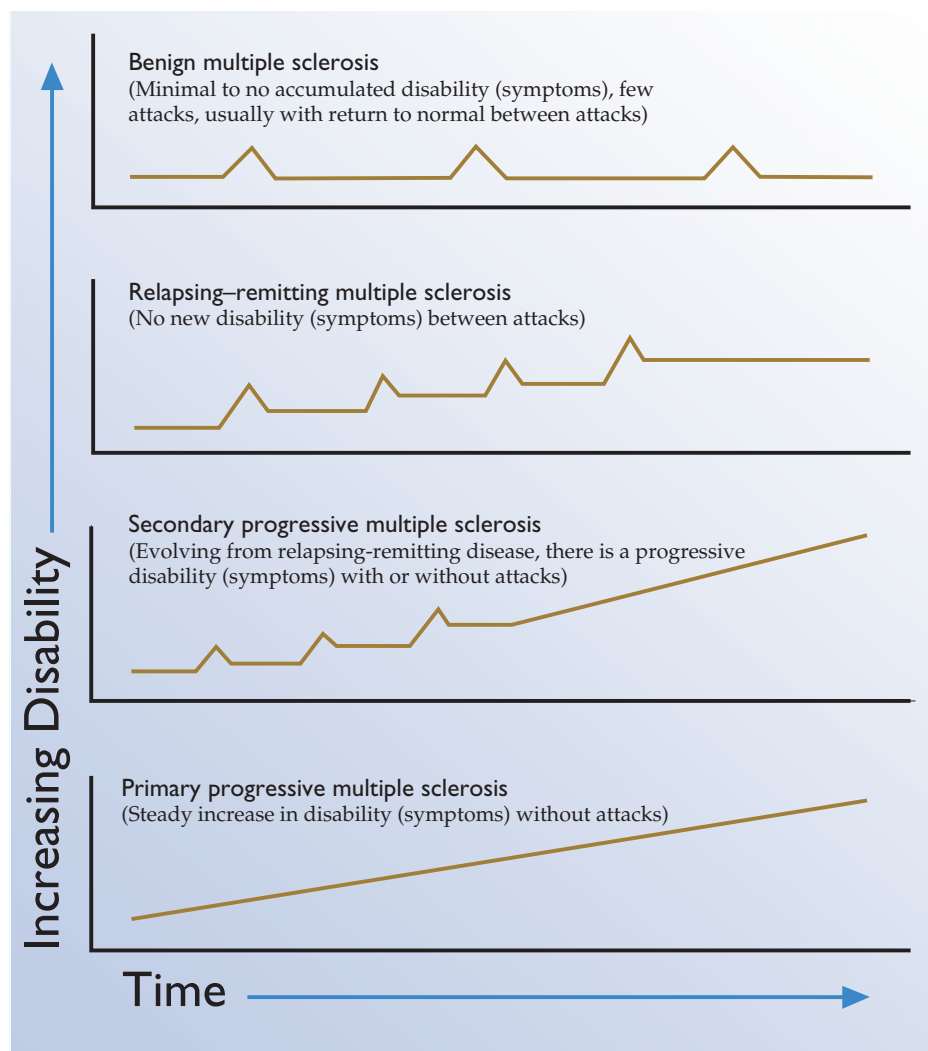 Benign multiple sclerosis
(Minimal to no accumulated disability (symptoms), few
attacks, usually with return to normal between attacks)
Relapsing–remitting multiple sclerosis
(No new disability (symptoms) between attacks)
Secondary progressive multiple sclerosis
(Evolving from relapsing-remitting disease, there is a progressive
disability (symptoms) with or without attacks)
Primary progressive multiple sclerosis
(Steady increase in disability (symptoms) without attacks)
Increasing Disability
Time